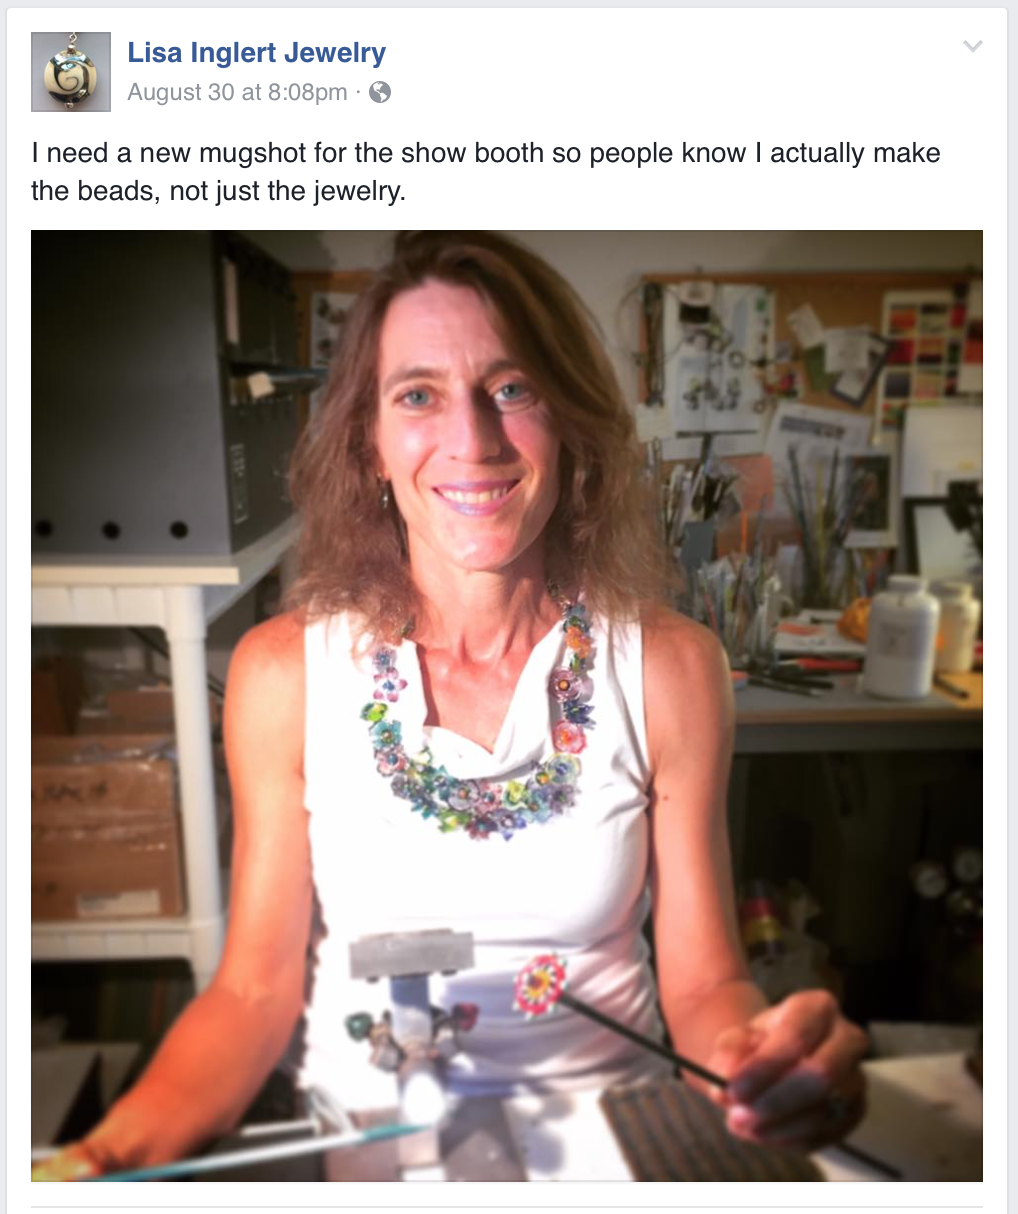 Lisa Inglert Jewelry
August 30 at 8:08pm ·
I need a new mugshot for the show booth so people know I actually make
the beads, not just the jewelry.